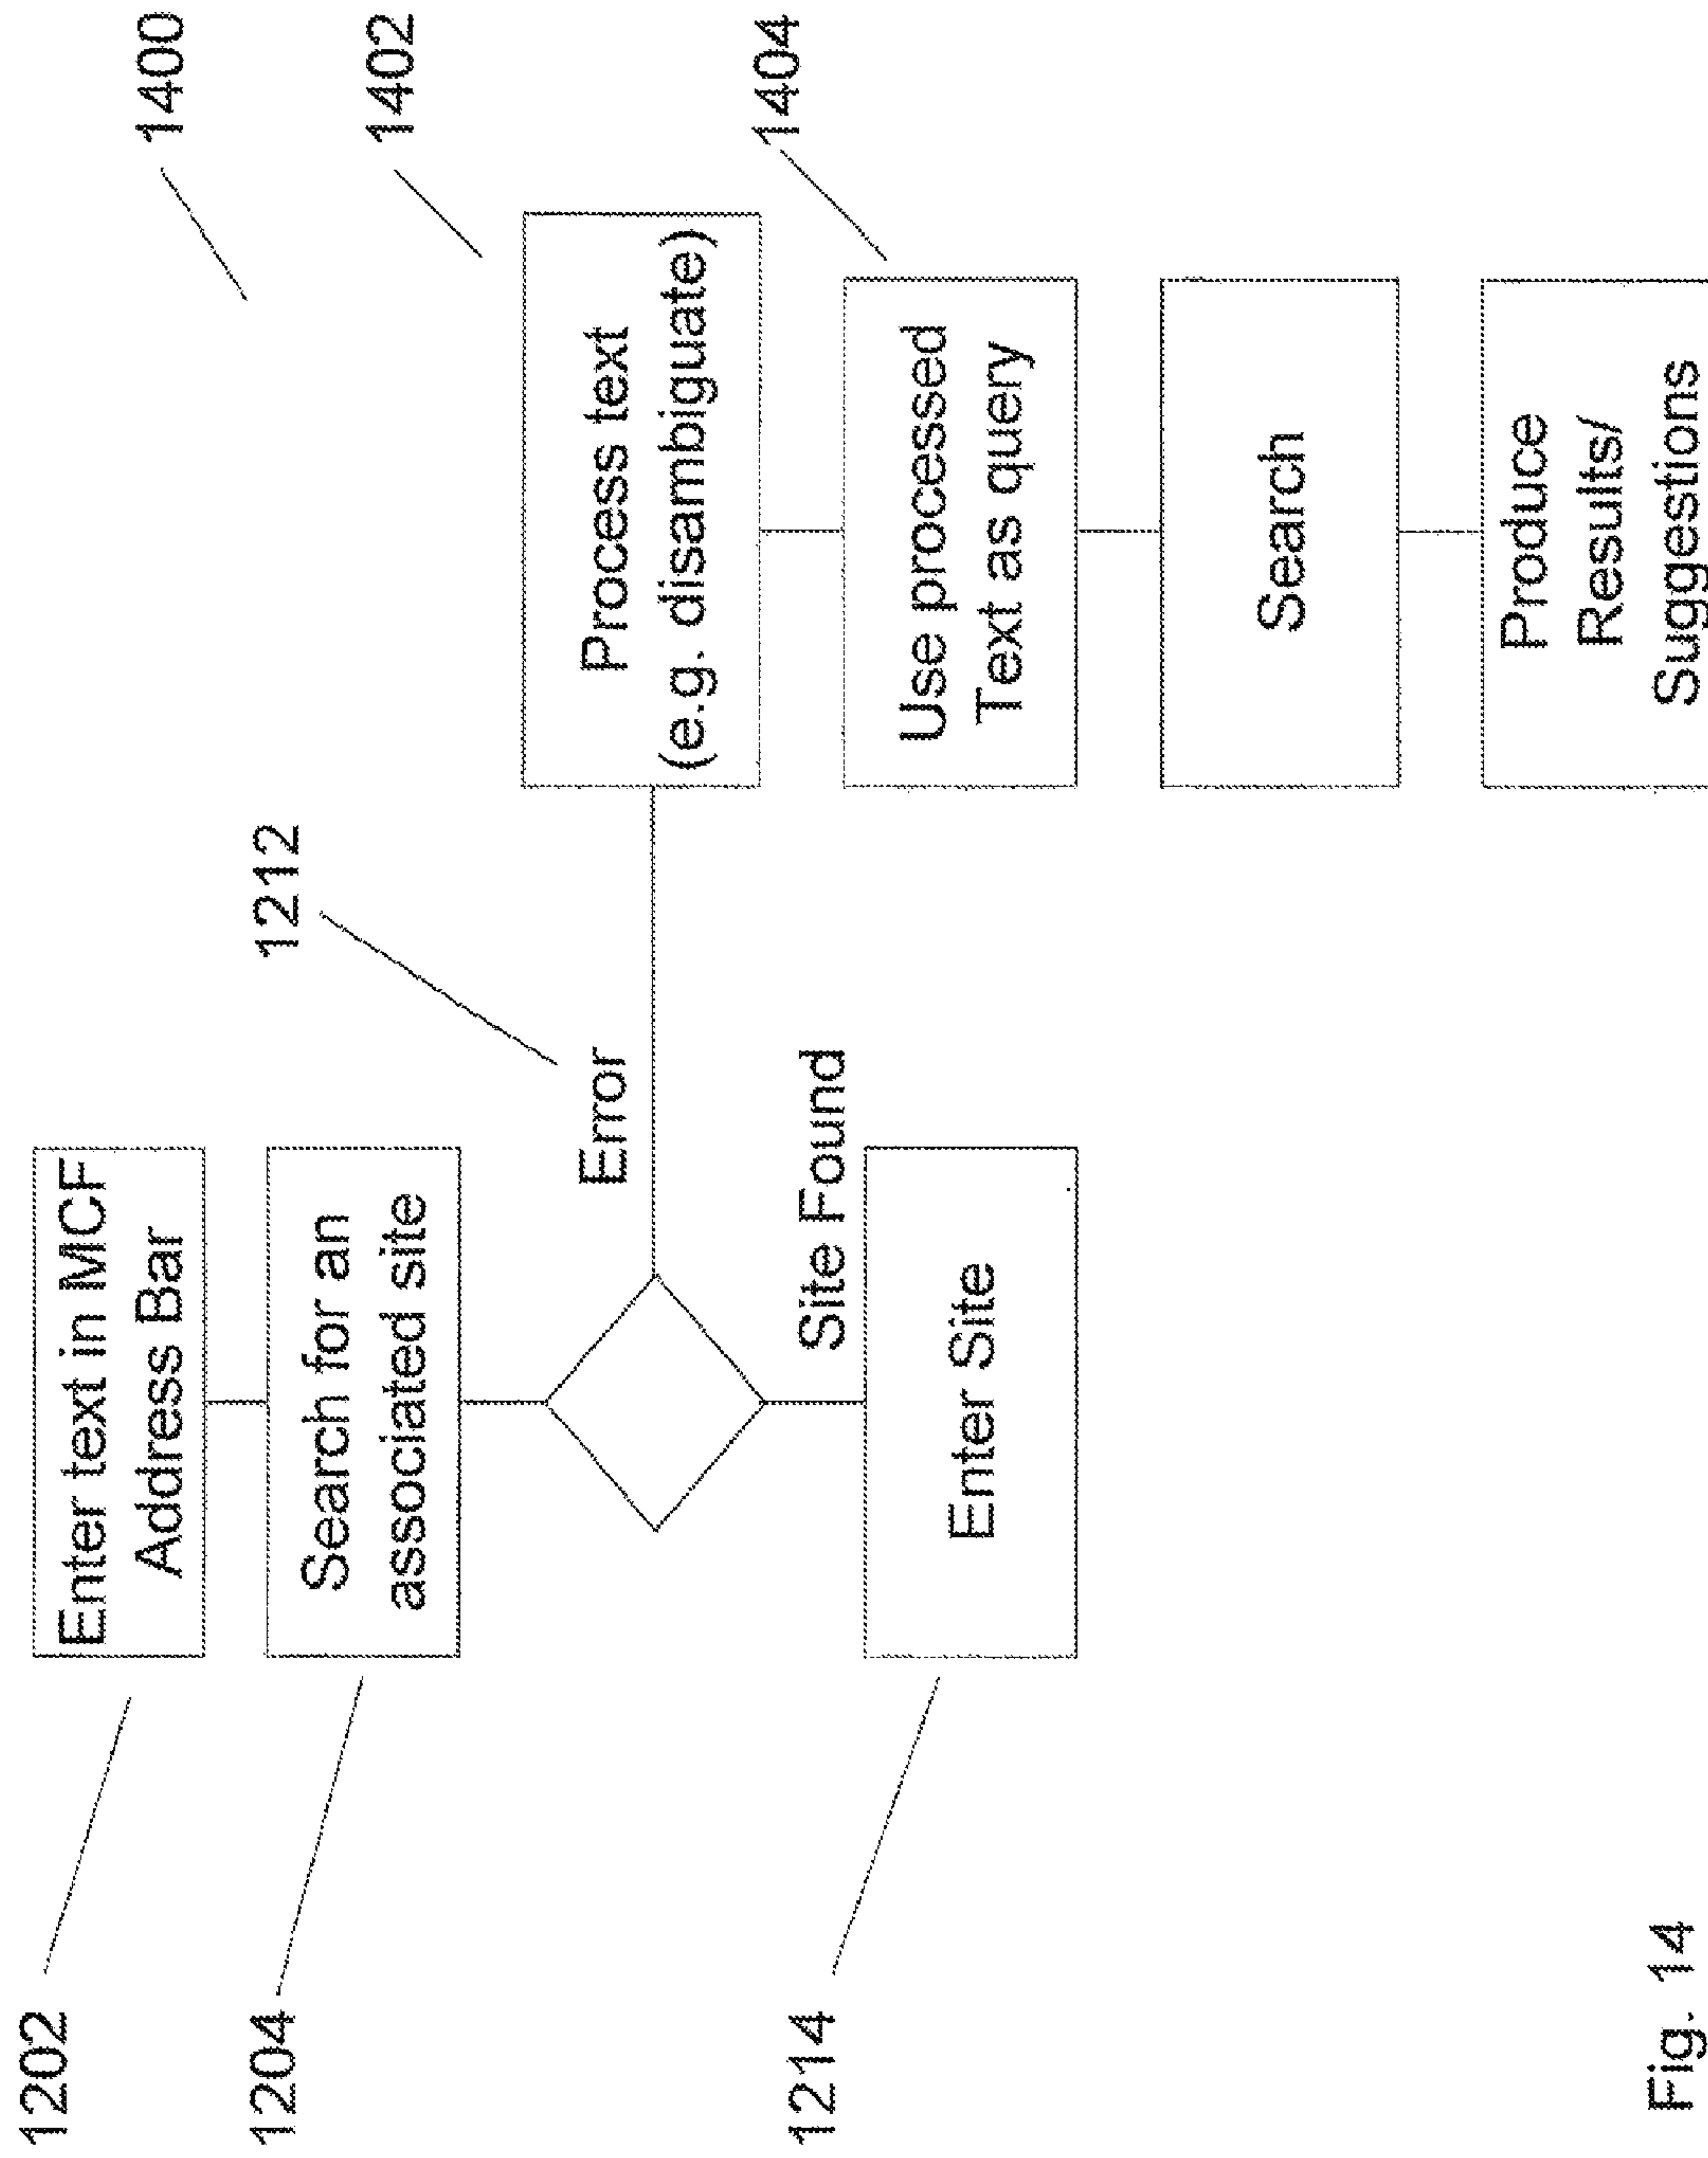 1400
1202
Enter text in MCF
Address Bar
1402
1204
Search for an
associated site
1212
Error
Process text
(e.g. disambiguate)
1404
1214
Site Found
Enter Site
Use processed
Text as query
Search
Produce
Results/
Suggestions
Fig. 14